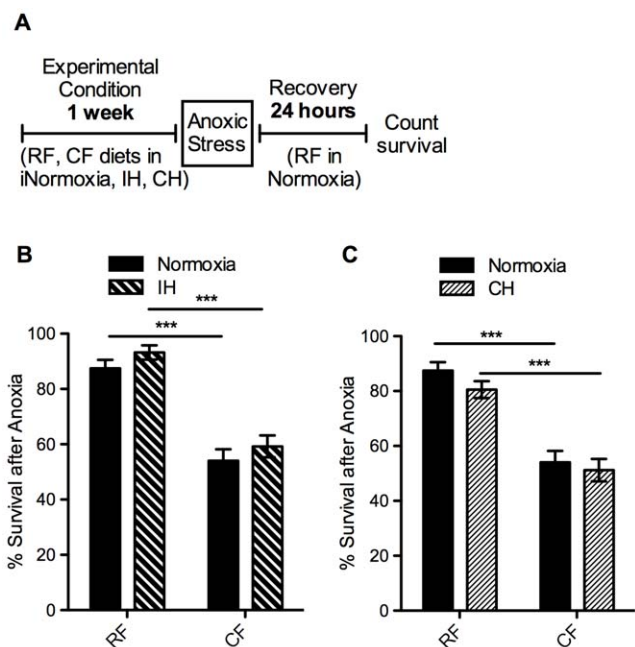 A
Experimental
Condition
1 week
Anoxic
Stress
Recovery
24 hours
Count
survival
(RF, CF diets in
iNormoxia, IH, CH)
(RF in
Normoxia)
B
Normoxia
IH
***
***
% Survival after Anoxia
100
80
60
40
20
0
RF
CF
C
Normoxia
CH
***
***
% Survival after Anoxia
100
80
60
40
20
0
RF
CF